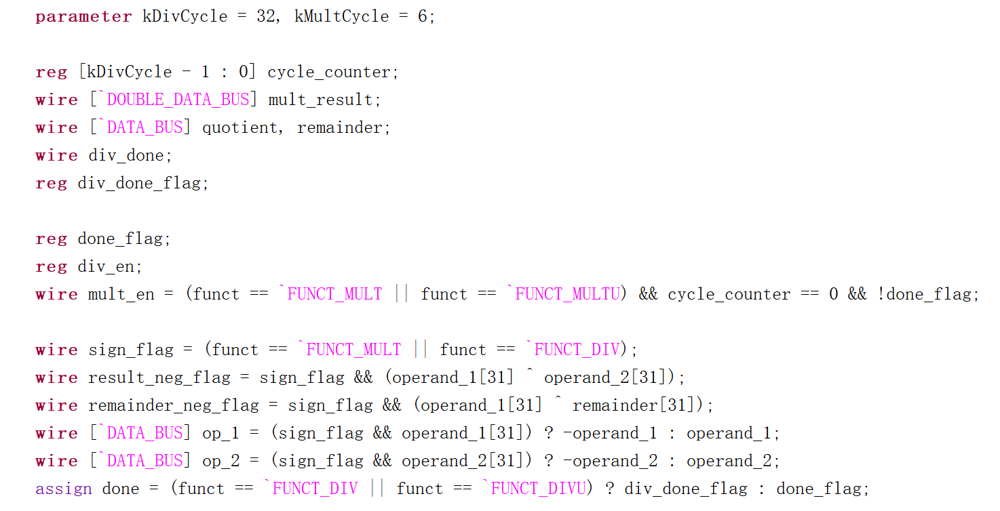 parameter kDivCycle = 32, kMultCycle = 6;
reg [kDivCycle - 1 : 0] cycle_counter;
wire [`DOUBLE_DATA_BUS] mult_result;
wire [`DATA_BUS] quotient, remainder;
wire div_done;
reg div_done_flag;
reg done_flag;
reg div_en;
wire mult_en = (funct == `FUNCT_MULT || funct == `FUNCT_MULTU) && cycle_counter == 0 && !done_flag;
wire sign_flag = (funct == `FUNCT_MULT || funct == `FUNCT_DIV);
wire result_neg_flag = sign_flag && (operand_1[31] ^ operand_2[31]);
wire remainder_neg_flag = sign_flag && (operand_1[31] ^ remainder[31]);
wire [`DATA_BUS] op_1 = (sign_flag && operand_1[31]) ? -operand_1 : operand_1;
wire [`DATA_BUS] op_2 = (sign_flag && operand_2[31]) ? -operand_2 : operand_2;
assign done = (funct == `FUNCT_DIV || funct == `FUNCT_DIVU) ? div_done_flag : done_flag;